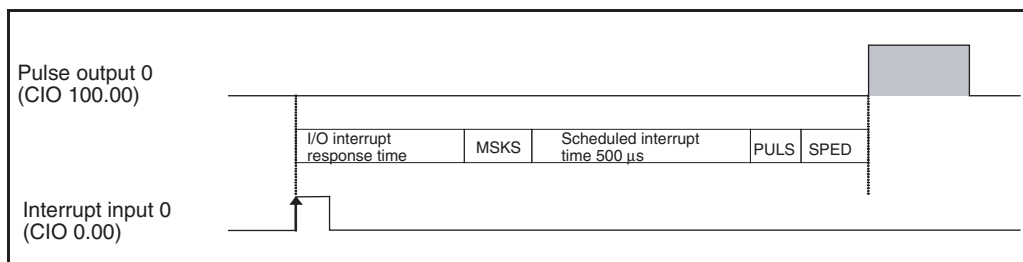 Pulse output 0
(CIO 100.00)
I/O interrupt
response time
MSKS
Scheduled interrupt
time 500 μs
PULS
SPED
Interrupt input 0
(CIO 0.00)